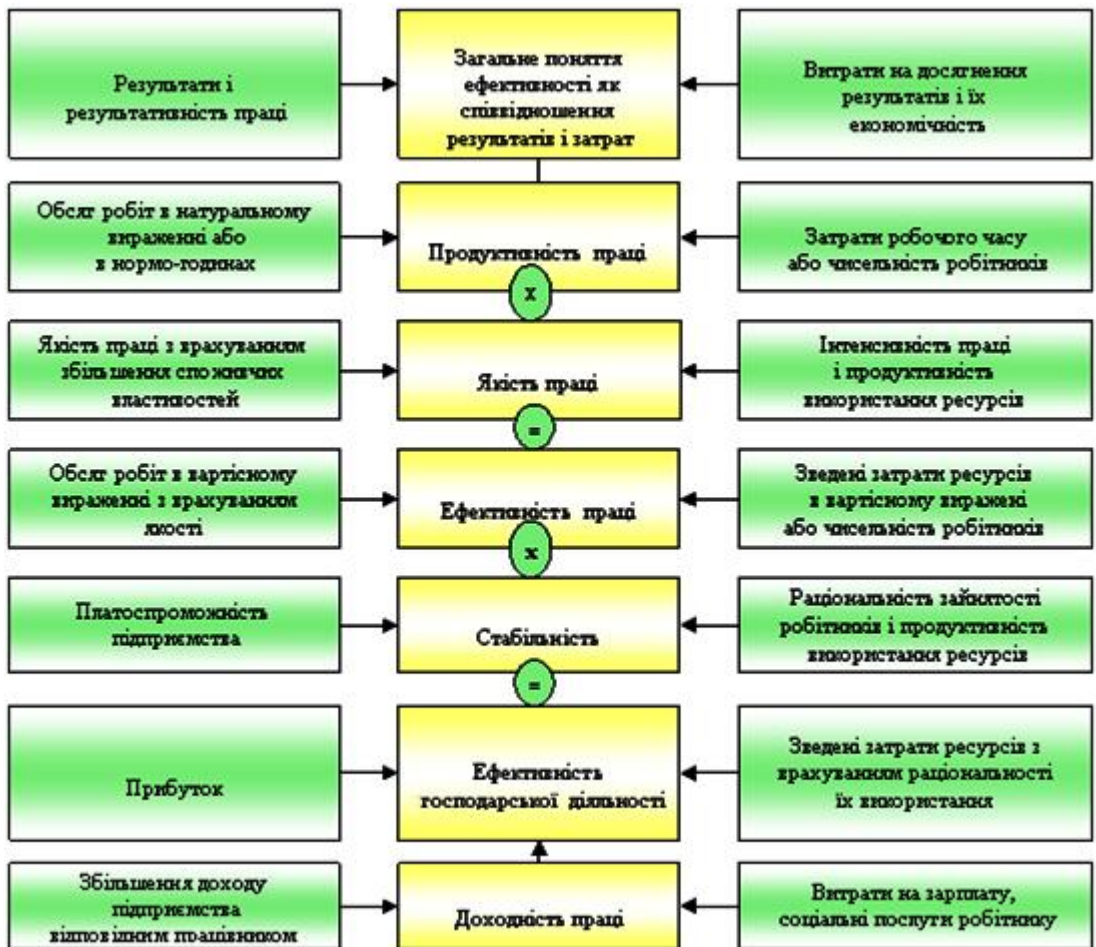 Результати і
результативність праці
Загальне поняття
ефективності як
співвідношення
результатів і затрат
Витрати на досягнення
результатів і їх
економічність
Обсяг робіт в натуральному
вираженні або
в нормо-годинах
Продуктивність праці
Затрати робочого часу
або чисельність робітників
x
Якість праці з врахуванням
збільшення споживчих
властивостей
Якість праці
Інтенсивність праці
і продуктивність
використання ресурсів
=
Обсяг робіт в вартісному
вираженні з врахуванням
якості
Ефективність праці
Зведені затрати ресурсів
в вартісному виражені
або чисельність робітників
x
Платоспроможність
підприємства
Стабільність
Раціональність зайнятості
робітників і продуктивність
використання ресурсів
=
Прибуток
Ефективність
господарської діяльності
Зведені затрати ресурсів з
врахуванням раціональності
їх використання
Збільшення доходу
підприємства
відповідним працівником
Доходність праці
Витрати на зарплату,
соціальні послуги робітнику